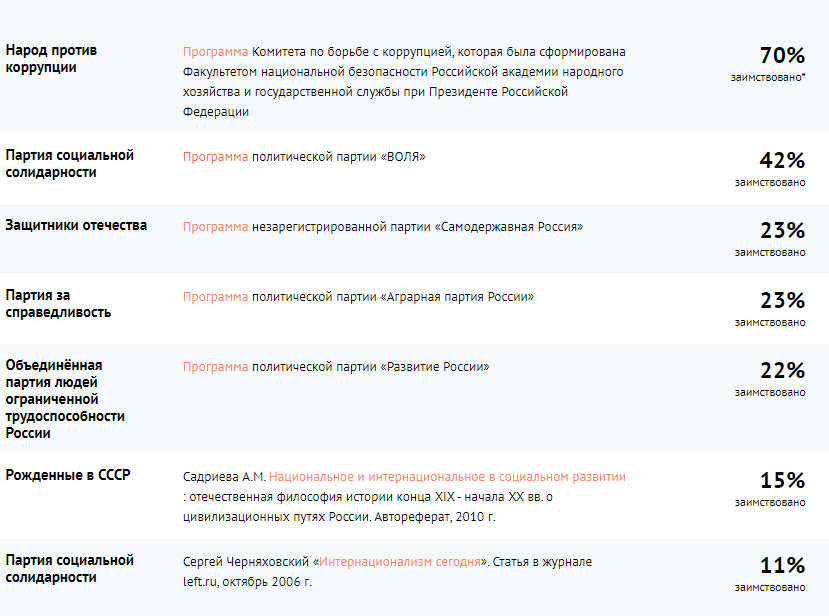 Народ против
коррупции
Программа Комитета по борьбе с коррупцией, которая была сформирована
Факультетом национальной безопасности Российской академии народного
хозяйства и государственной службы при Президенте Российской
Федерации
70%
заимствовано*
Партия социальной
солидарности
Программа политической партии «ВОЛЯ»
42%
заимствовано
Защитники отечества
Программа незарегистрированной партии «Самодержавная Россия»
23%
заимствовано
Партия за
справедливость
Программа политической партии «Аграрная партия России»
23%
заимствовано
Объединённая
партия людей
ограниченной
трудоспособности
России
Программа политической партии «Развитие России»
22%
заимствовано
Рожденные в СССР
Садриева А.М. Национальное и интернациональное в социальном развитии
: отечественная философия истории конца XIX - начала XX вв. о
цивилизационных путях России. Автореферат, 2010 г.
15%
заимствовано
Партия социальной
солидарности
Сергей Черняховский «Интернационализм сегодня». Статья в журнале
left.ru, октябрь 2006 г.
11%
заимствовано